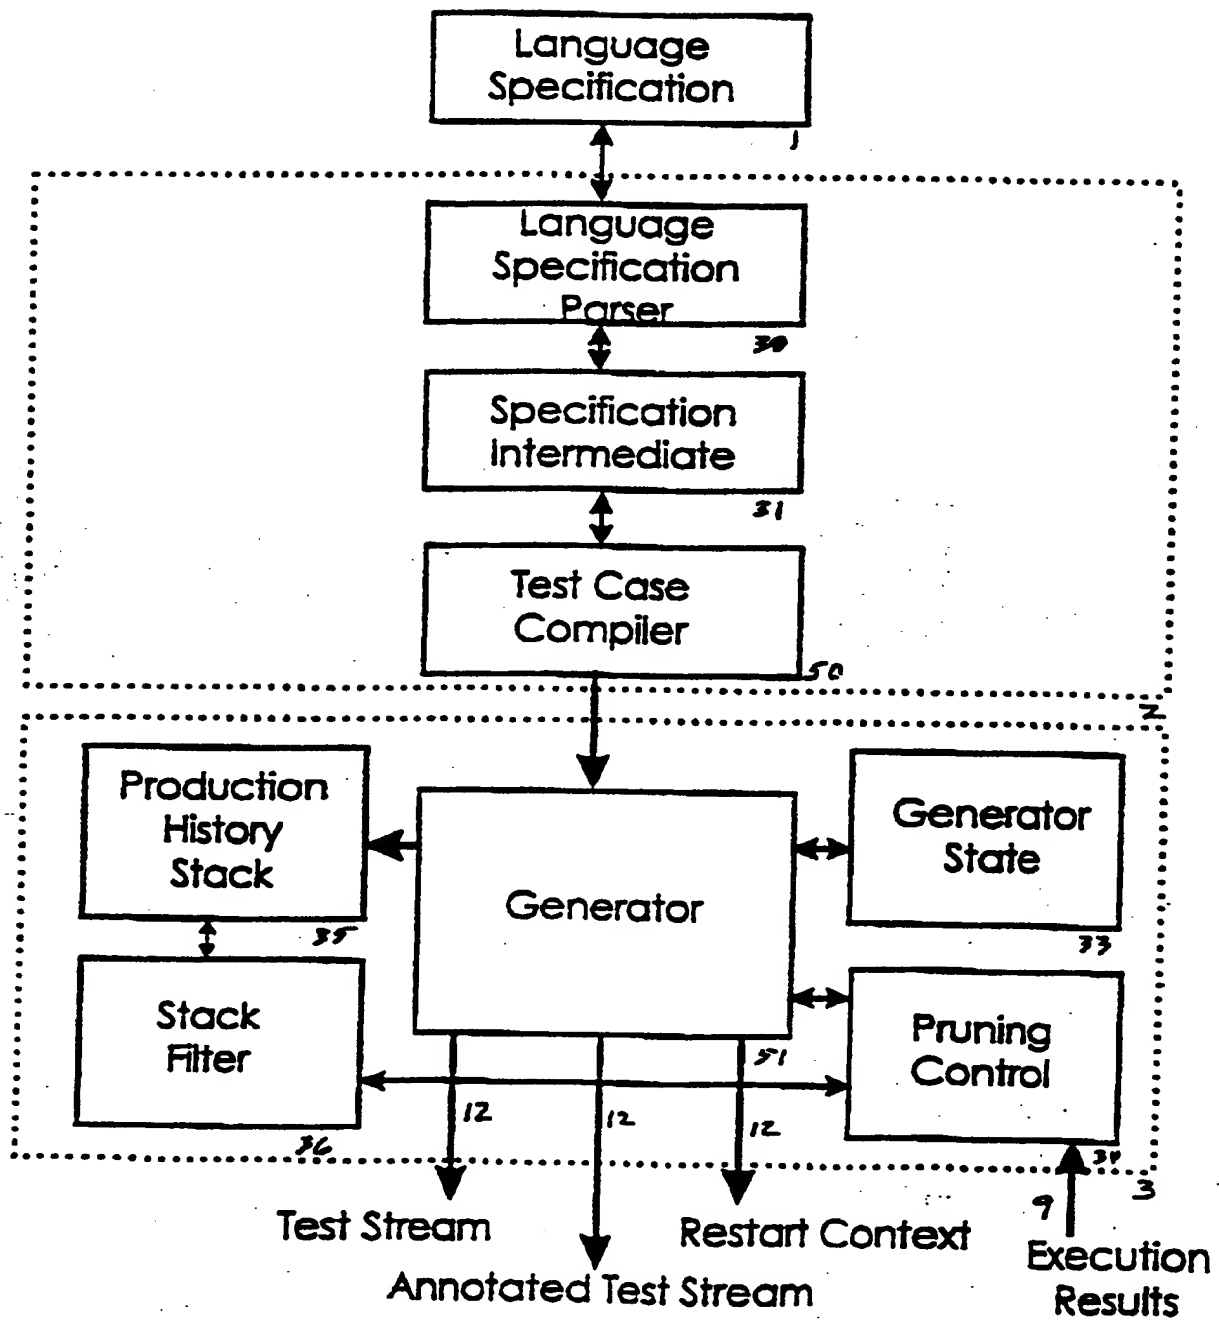 Language
Specification
1
Language
Specification
Parser
30
Specification
Intermediate
31
Test Case
Compiler
50
2
Production
History
Stack
35
Generator
51
Generator
State
33
Stack
Filter
36
Pruning
Control
34
12
12
12
3
9
Test Stream
Restart Context
Annotated Test Stream
Execution
Results